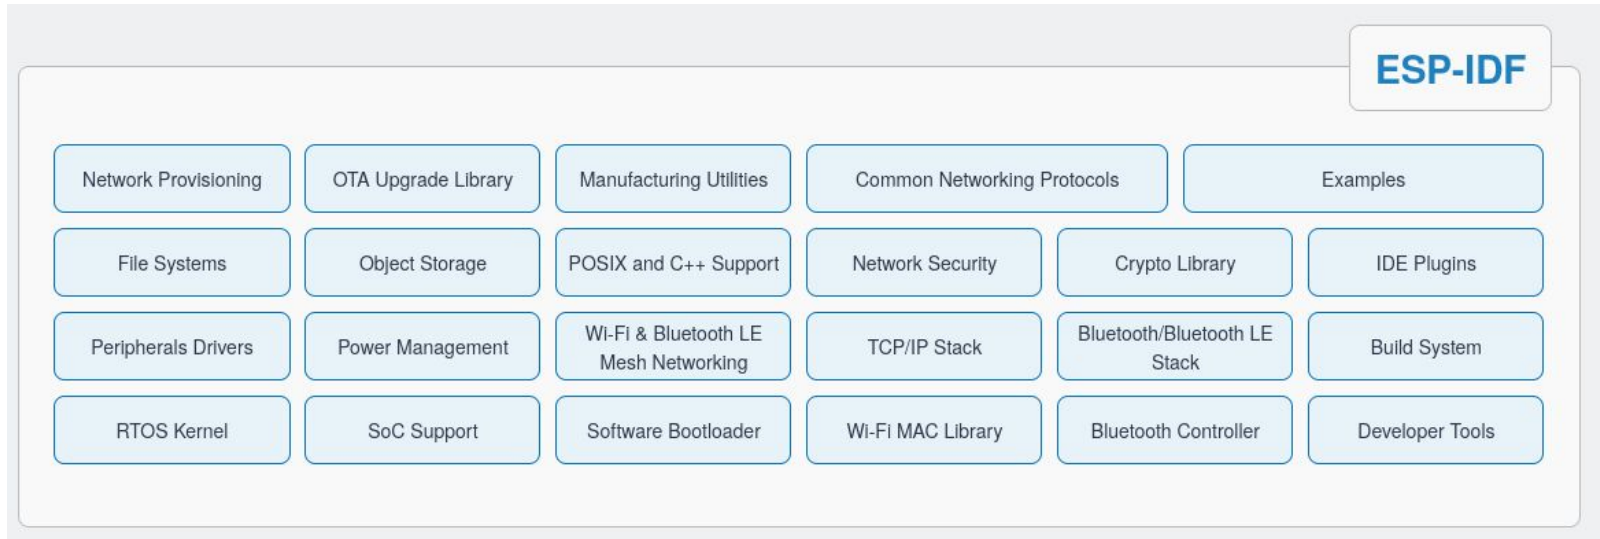 ESP-IDF
Network Provisioning
OTA Upgrade Library
Manufacturing Utilities
Common Networking Protocols
Examples
File Systems
Object Storage
POSIX and C++ Support
Network Security
Crypto Library
IDE Plugins
Peripherals Drivers
Power Management
Wi-Fi & Bluetooth LE
Mesh Networking
TCP/IP Stack
Bluetooth/Bluetooth LE
Stack
Build System
RTOS Kernel
SoC Support
Software Bootloader
Wi-Fi MAC Library
Bluetooth Controller
Developer Tools